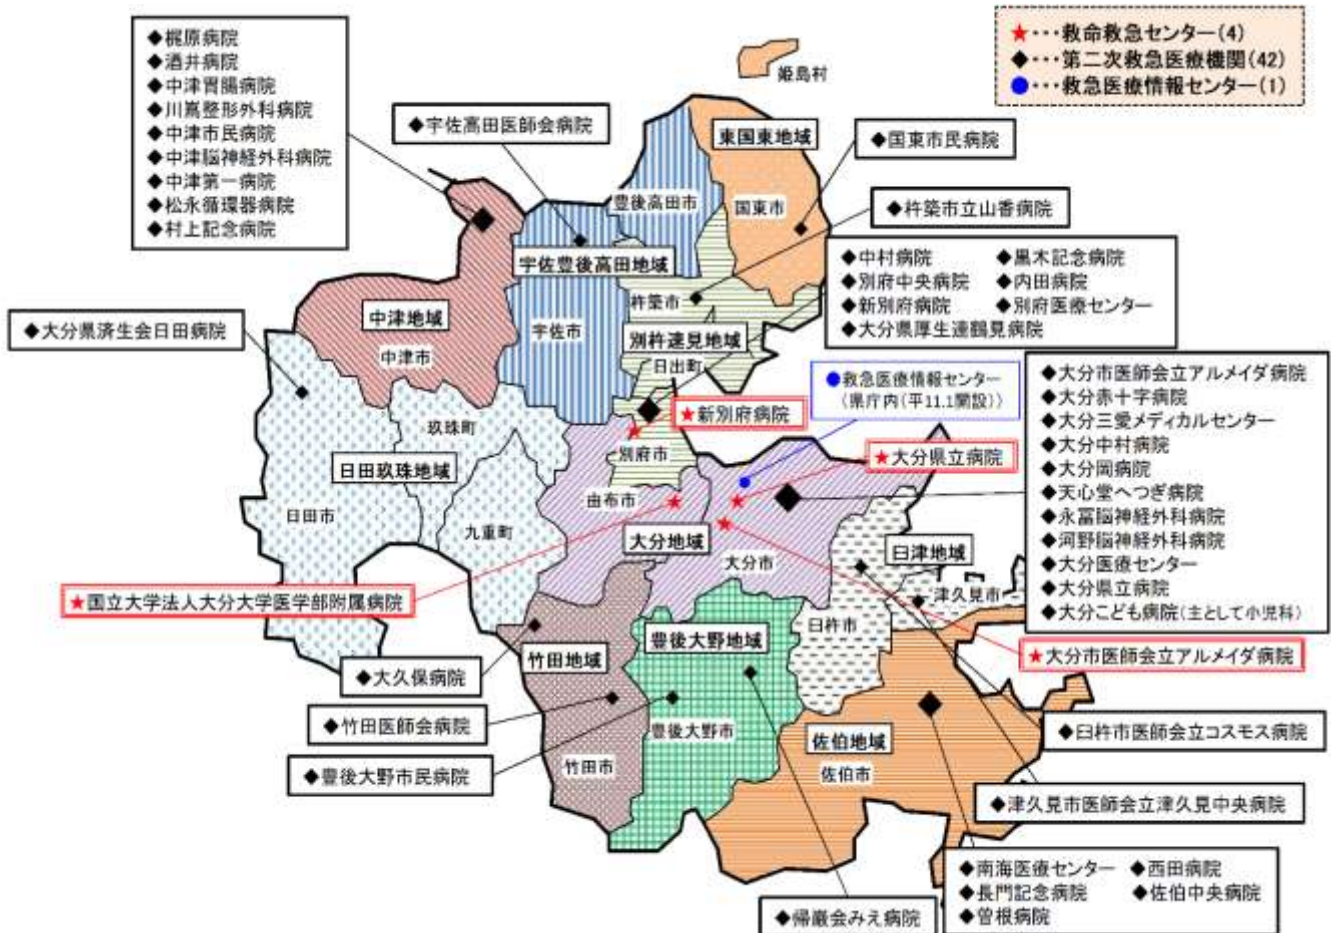 ★・・・救命救急センター(4)
◆・・・第二次救急医療機関(42)
●・・・救急医療情報センター(1)
◆梶原病院
◆酒井病院
◆中津胃腸病院
◆川嶌整形外科病院
◆中津市民病院
◆中津脳神経外科病院
◆中津第一病院
◆松永循環器病院
◆村上記念病院
姫島村
◆宇佐高田医師会病院
東国東地域
◆国東市民病院
豊後高田市
国東市
◆杵築市立山香病院
宇佐豊後高田地域
◆中村病院 ◆黒木記念病院
◆別府中央病院 ◆内田病院
◆新別府病院 ◆別府医療センター
◆大分県厚生連鶴見病院
杵築市
◆大分県済生会日田病院
中津地域
中津市
宇佐市
別杵速見地域
日出町
●救急医療情報センター
(県庁内(平11.1開設))
◆大分市医師会立アルメイダ病院
◆大分赤十字病院
◆大分三愛メディカルセンター
◆大分中村病院
◆大分岡病院
◆天心堂へつぎ病院
◆永冨脳神経外科病院
◆河野脳神経外科病院
◆大分医療センター
◆大分県立病院
◆大分こども病院(主として小児科)
★新別府病院
玖珠町
別府市
★大分県立病院
日田玖珠地域
日田市
由布市
九重町
大分地域
大分市
臼津地域
津久見市
★国立大学法人大分大学医学部附属病院
臼杵市
豊後大野地域
竹田地域
★大分市医師会立アルメイダ病院
◆大久保病院
◆竹田医師会病院
豊後大野市
佐伯地域
◆臼杵市医師会立コスモス病院
◆豊後大野市民病院
竹田市
佐伯市
◆津久見市医師会立津久見中央病院
◆南海医療センター ◆西田病院
◆長門記念病院 ◆佐伯中央病院
◆曽根病院
◆帰巖会みえ病院